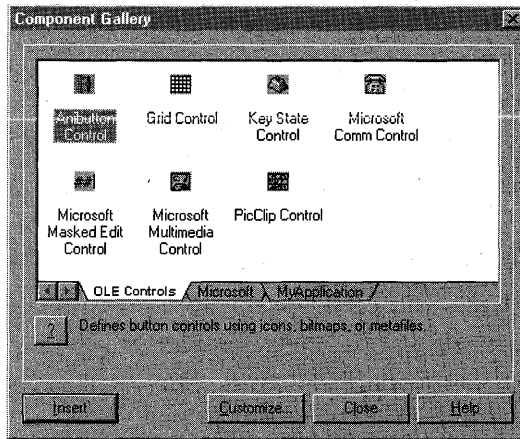 Component Gallery
Anibutton
Control
Grid Control
Key State
Control
Microsoft
Comm Control
Microsoft
Masked Edit
Control
Microsoft
Multimedia
Control
PicClip Control
OLE Controls
Microsoft
MyApplication
?
Defines button controls using icons, bitmaps, or metafiles.
Insert
Customize...
Close
Help